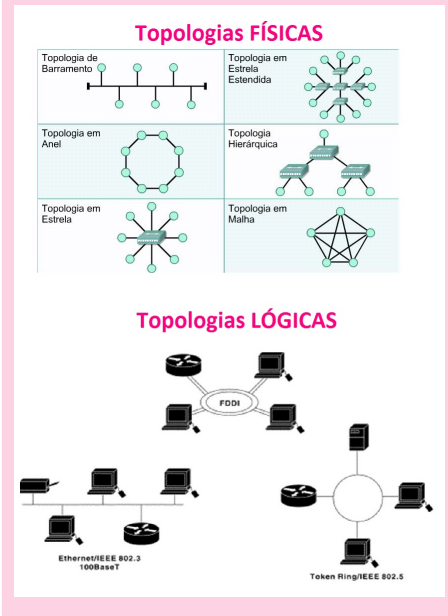 Topologias FÍSICAS
Topologia de
Barramento
Topologia em
Estrela
Estendida
Topologia em
Anel
Topologia
Hierárquica
Topologia em
Estrela
Topologia em
Malha
Topologias LÓGICAS
FDDI
Ethernet/IEEE 802.3
100BaseT
Token Ring/IEEE 802.5